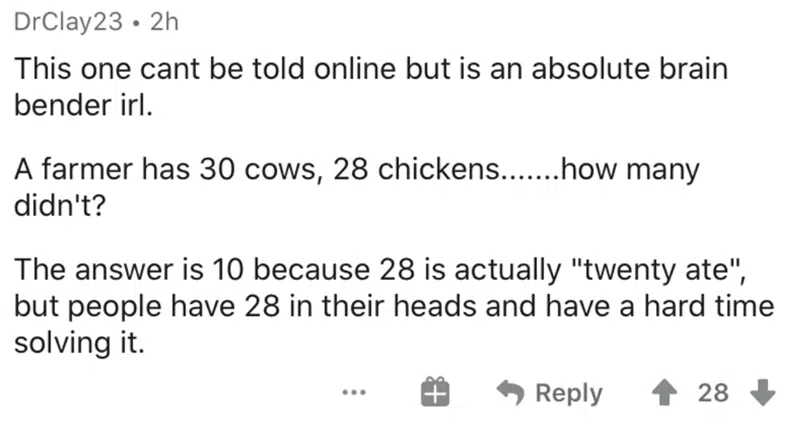 DrClay23 • 2h
This one cant be told online but is an absolute brain
bender irl.
A farmer has 30 cows, 28 chickens.......how many
didn't?
The answer is 10 because 28 is actually "twenty ate",
but people have 28 in their heads and have a hard time
solving it.
... Reply 28